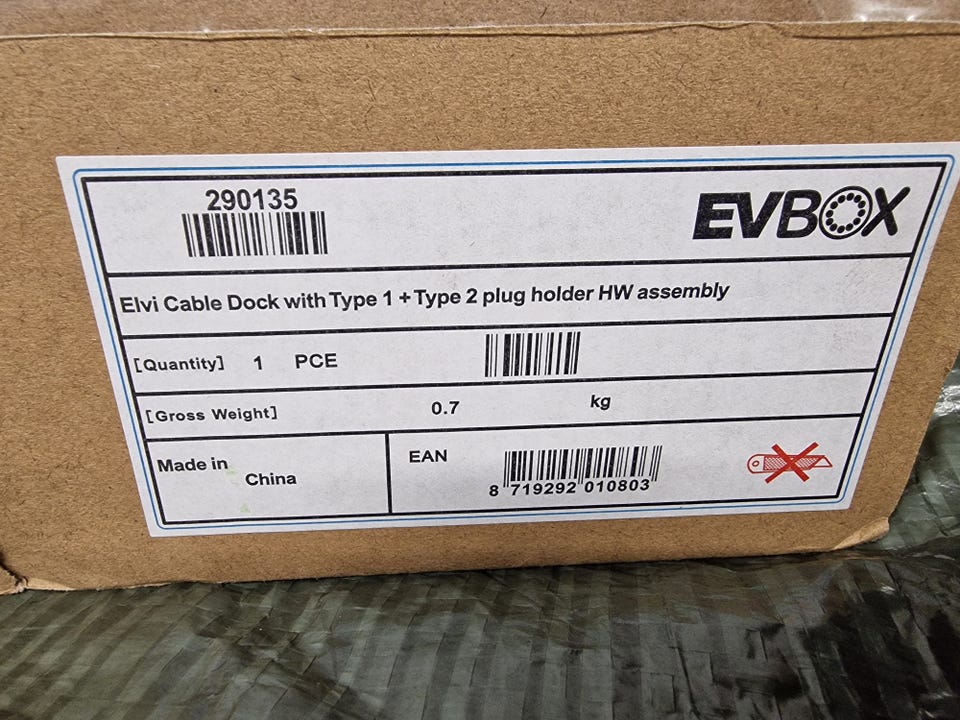 290135
EVBOX
Elvi Cable Dock with Type 1 + Type 2 plug holder HW assembly
[Quantity] 1 PCE
[Gross Weight] 0.7 kg
Made in China
EAN
8 719292 010803